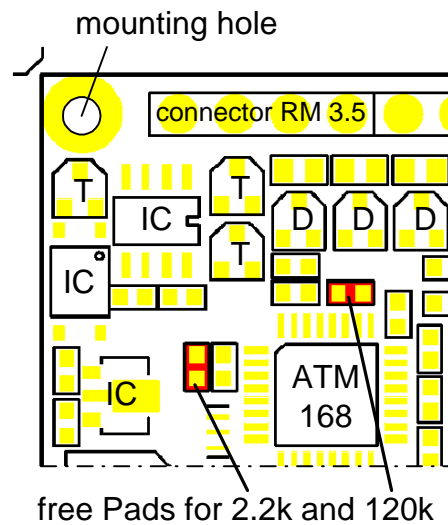 mounting hole
connector RM 3.5
T
T
IC
D
D
D
T
IC
IC
ATM
168
free Pads for 2.2k and 120k